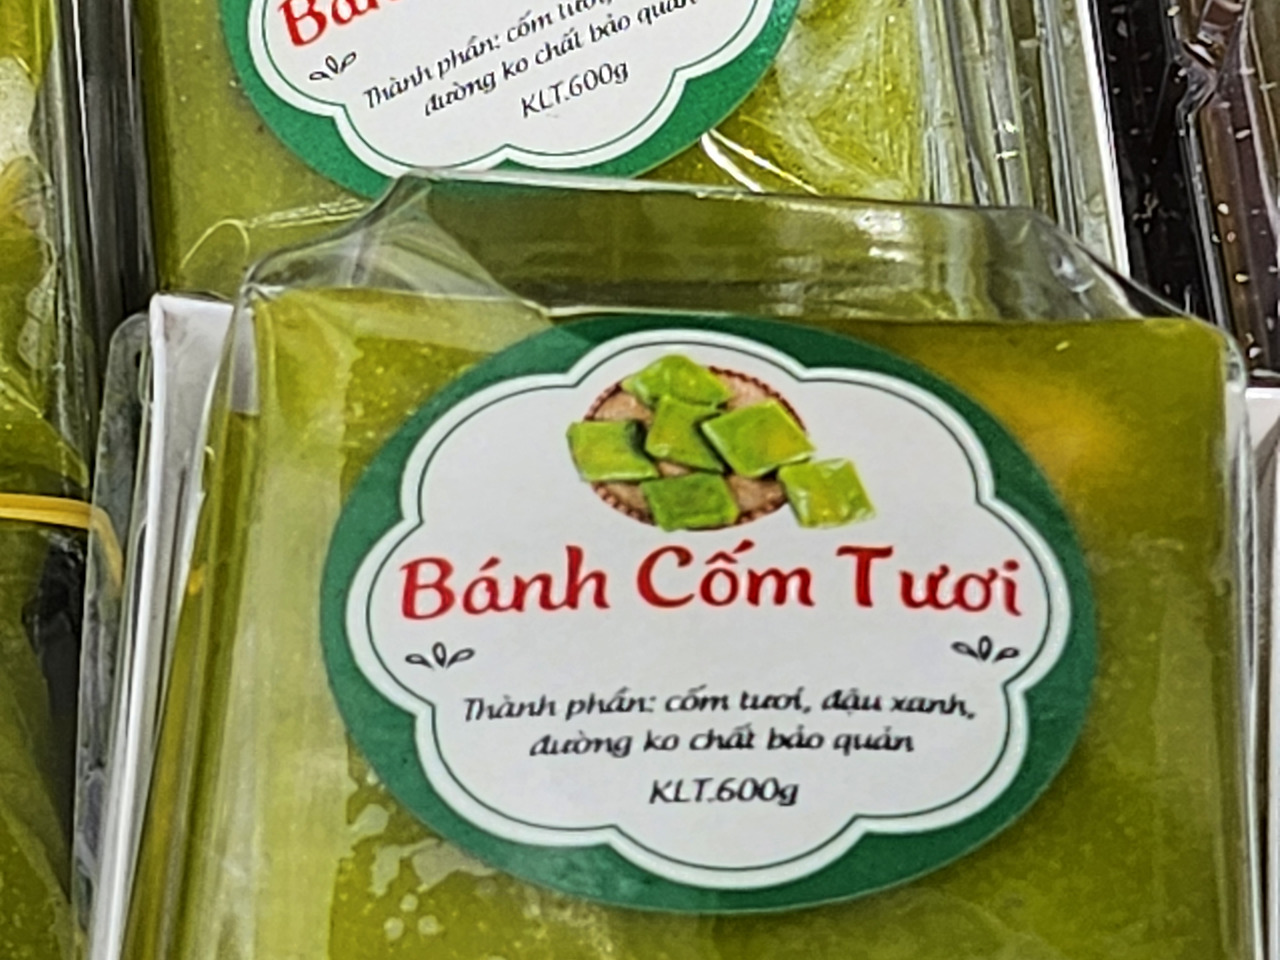 Thành phần: cốm tươi,
đường ko chất bảo quản
KLT.600g
Bánh Cốm Tươi
Thành phần: cốm tươi, đậu xanh,
đường ko chất bảo quản
KLT.600g